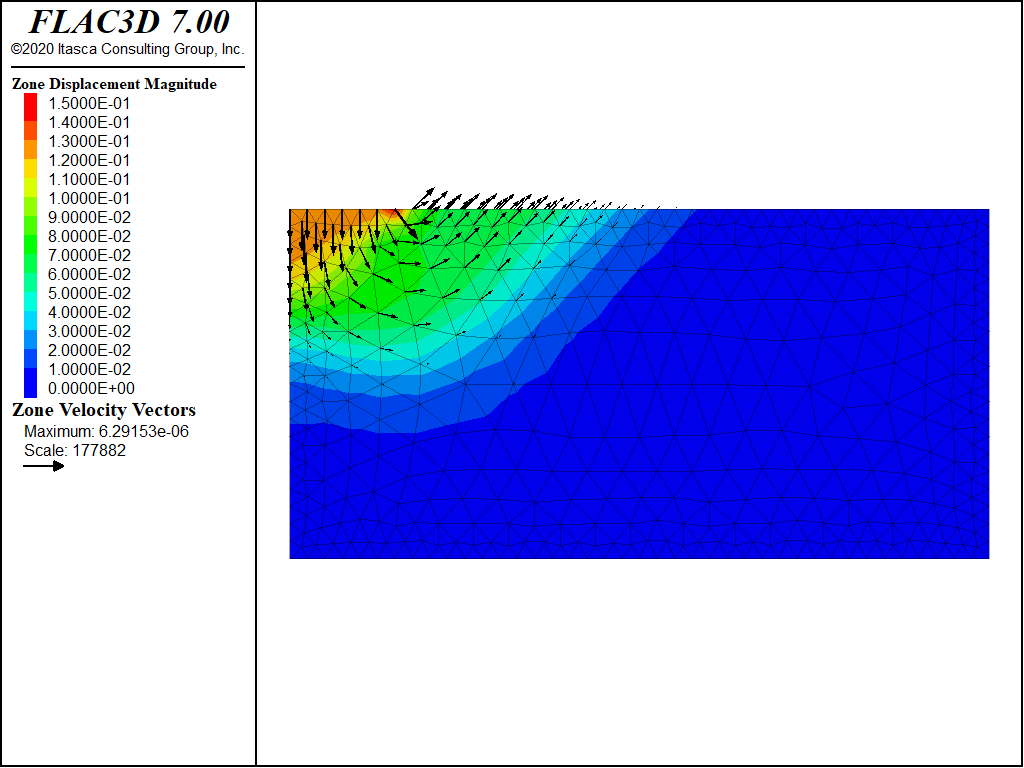 FLAC3D 7.00
©2020 Itasca Consulting Group, Inc.
Zone Displacement Magnitude
1.5000E-01
1.4000E-01
1.3000E-01
1.2000E-01
1.1000E-01
1.0000E-01
9.0000E-02
8.0000E-02
7.0000E-02
6.0000E-02
5.0000E-02
4.0000E-02
3.0000E-02
2.0000E-02
1.0000E-02
0.0000E+00
Zone Velocity Vectors
Maximum: 6.29153e-06
Scale: 177882